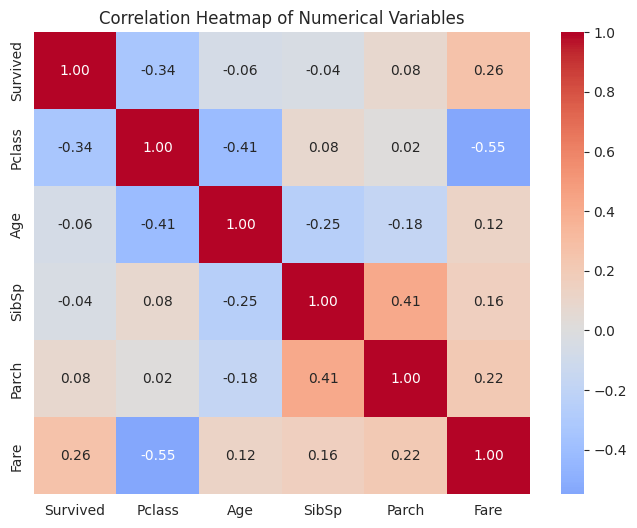 Correlation Heatmap of Numerical Variables
Survived 1.00 -0.34 -0.06 -0.04 0.08 0.26
Pclass -0.34 1.00 -0.41 0.08 0.02 -0.55
Age -0.06 -0.41 1.00 -0.25 -0.18 0.12
SibSp -0.04 0.08 -0.25 1.00 0.41 0.16
Parch 0.08 0.02 -0.18 0.41 1.00 0.22
Fare 0.26 -0.55 0.12 0.16 0.22 1.00
Survived Pclass Age SibSp Parch Fare
1.0
0.8
0.6
0.4
0.2
0.0
−0.2
−0.4